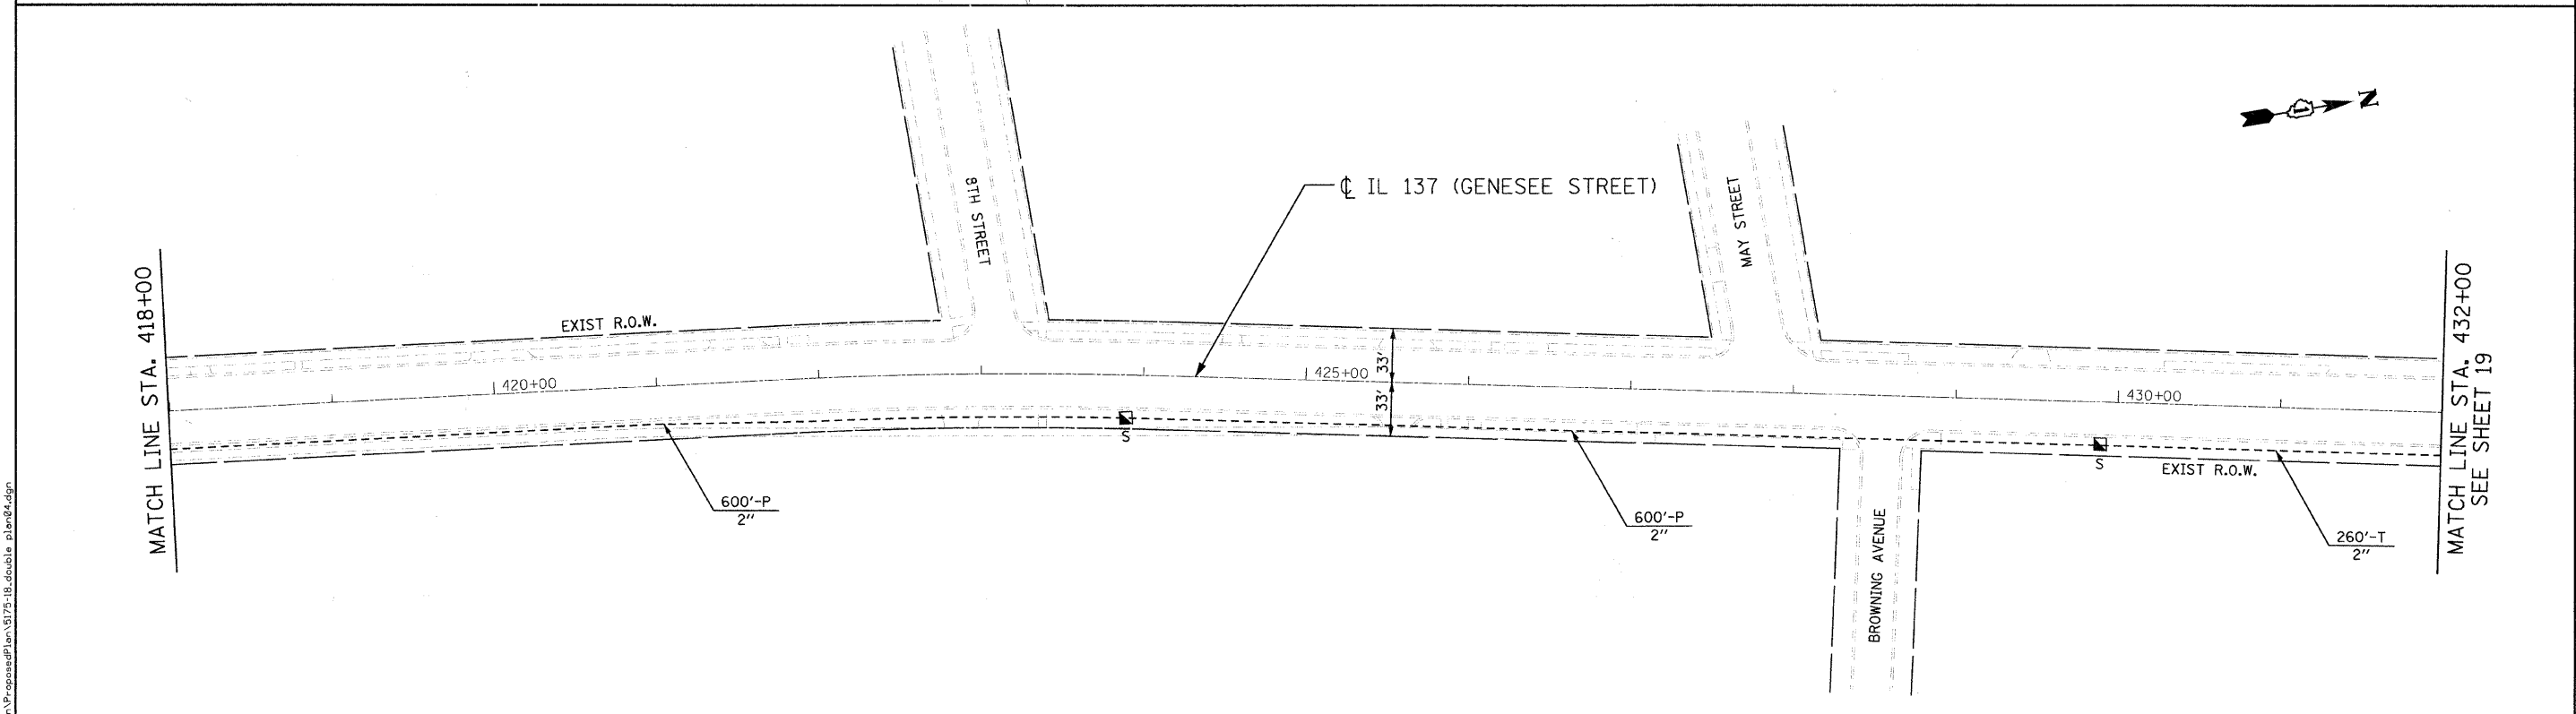 N
℄ IL 137 (GENESEE STREET)
8TH STREET
MAY STREET
MATCH LINE STA. 418+00
EXIST R.O.W.
420+00
425+00
33'
33'
430+00
S
S
EXIST R.O.W.
600'-P
2"
600'-P
2"
260'-T
2"
BROWNING AVENUE
MATCH LINE STA. 432+00
SEE SHEET 19
n\ProposedPlan\5175-18_double plan04.dgn